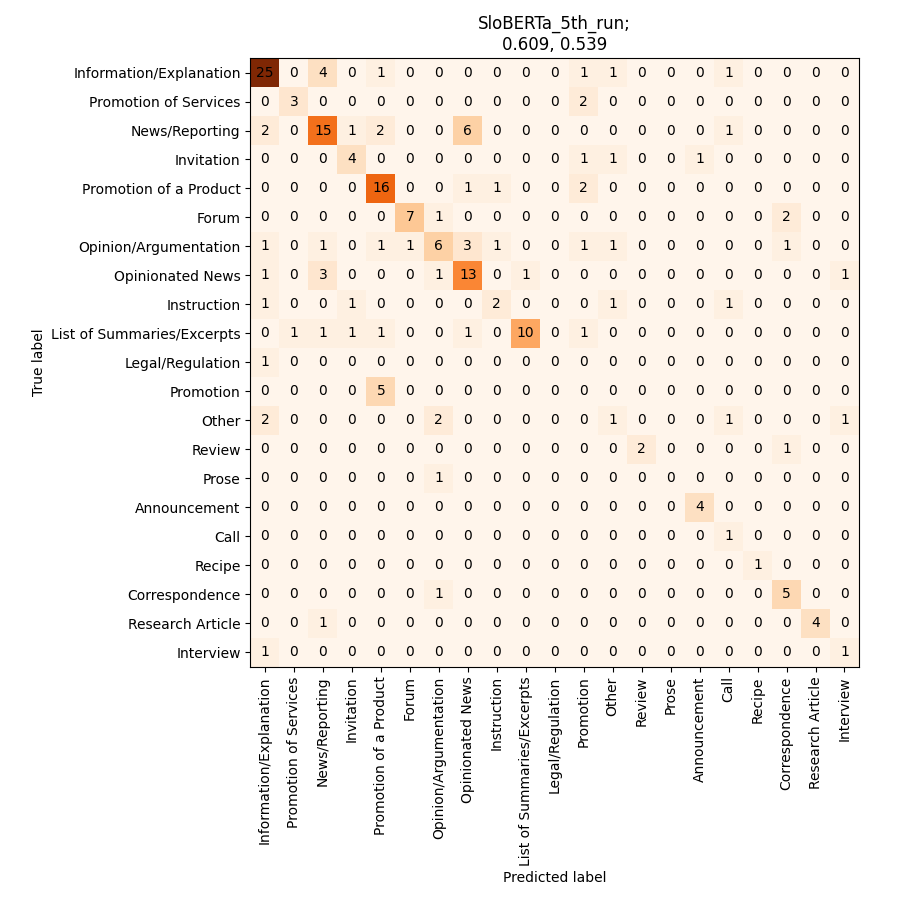 SloBERTa_5th_run;
0.609, 0.539
Information/Explanation 25 0 4 0 1 0 0 0 0 0 0 1 1 0 0 0 1 0 0 0 0
Promotion of Services 0 3 0 0 0 0 0 0 0 0 0 2 0 0 0 0 0 0 0 0 0
News/Reporting 2 0 15 1 2 0 0 6 0 0 0 0 0 0 0 0 1 0 0 0 0
Invitation 0 0 0 4 0 0 0 0 0 0 0 1 1 0 0 1 0 0 0 0 0
Promotion of a Product 0 0 0 0 16 0 0 1 1 0 0 2 0 0 0 0 0 0 0 0 0
Forum 0 0 0 0 0 7 1 0 0 0 0 0 0 0 0 0 0 0 2 0 0
Opinion/Argumentation 1 0 1 0 1 1 6 3 1 0 0 1 1 0 0 0 0 0 1 0 0
Opinionated News 1 0 3 0 0 0 1 13 0 1 0 0 0 0 0 0 0 0 0 0 1
Instruction 1 0 0 1 0 0 0 0 2 0 0 0 1 0 0 0 1 0 0 0 0
List of Summaries/Excerpts 0 1 1 1 1 0 0 1 0 10 0 1 0 0 0 0 0 0 0 0 0
Legal/Regulation 1 0 0 0 0 0 0 0 0 0 0 0 0 0 0 0 0 0 0 0 0
Promotion 0 0 0 0 5 0 0 0 0 0 0 0 0 0 0 0 0 0 0 0 0
Other 2 0 0 0 0 0 2 0 0 0 0 0 1 0 0 0 1 0 0 0 1
Review 0 0 0 0 0 0 0 0 0 0 0 0 0 2 0 0 0 0 1 0 0
Prose 0 0 0 0 0 0 1 0 0 0 0 0 0 0 0 0 0 0 0 0 0
Announcement 0 0 0 0 0 0 0 0 0 0 0 0 0 0 0 4 0 0 0 0 0
Call 0 0 0 0 0 0 0 0 0 0 0 0 0 0 0 0 1 0 0 0 0
Recipe 0 0 0 0 0 0 0 0 0 0 0 0 0 0 0 0 0 1 0 0 0
Correspondence 0 0 0 0 0 0 1 0 0 0 0 0 0 0 0 0 0 0 5 0 0
Research Article 0 0 1 0 0 0 0 0 0 0 0 0 0 0 0 0 0 0 0 4 0
Interview 1 0 0 0 0 0 0 0 0 0 0 0 0 0 0 0 0 0 0 0 1
True label
Information/Explanation
Promotion of Services
News/Reporting
Invitation
Promotion of a Product
Forum
Opinion/Argumentation
Opinionated News
Instruction
List of Summaries/Excerpts
Legal/Regulation
Promotion
Other
Review
Prose
Announcement
Call
Recipe
Correspondence
Research Article
Interview
Predicted label